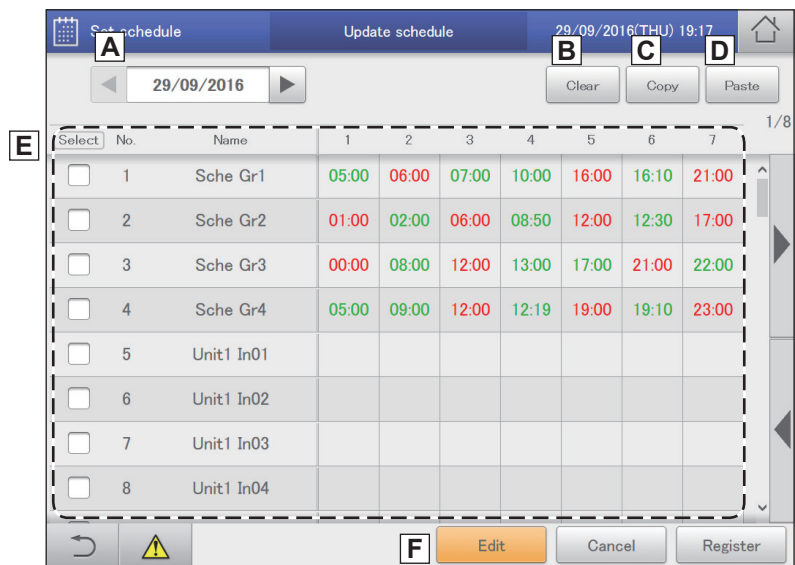 Set schedule Update schedule 29/09/2016(THU) 19:17
A B C D
29/09/2016 Clear Copy Paste
1/8
E
Select No. Name 1 2 3 4 5 6 7
1 Sche Gr1 05:00 06:00 07:00 10:00 16:00 16:10 21:00
2 Sche Gr2 01:00 02:00 06:00 08:50 12:00 12:30 17:00
3 Sche Gr3 00:00 08:00 12:00 13:00 17:00 21:00 22:00
4 Sche Gr4 05:00 09:00 12:00 12:19 19:00 19:10 23:00
5 Unit1 In01
6 Unit1 In02
7 Unit1 In03
8 Unit1 In04
F Edit Cancel Register